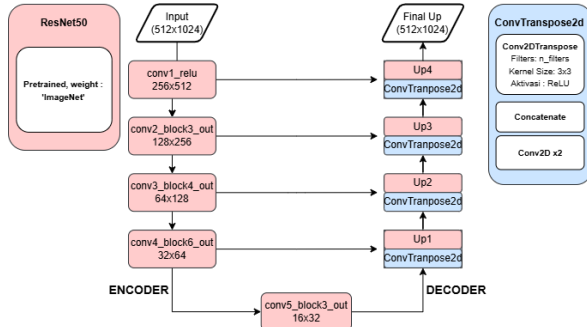 ResNet50
Pretrained, weight :
'ImageNet'
Input
(512x1024)
conv1_relu
256x512
conv2_block3_out
128x256
conv3_block4_out
64x128
conv4_block6_out
32x64
ENCODER
conv5_block3_out
16x32
DECODER
Final Up
(512x1024)
Up4
ConvTranpose2d
Up3
ConvTranpose2d
Up2
ConvTranpose2d
Up1
ConvTranpose2d
ConvTranspose2d
Conv2DTranpose
Filters: n_filters
Kernel Size: 3x3
Aktivasi : ReLU
Concatenate
Conv2D x2